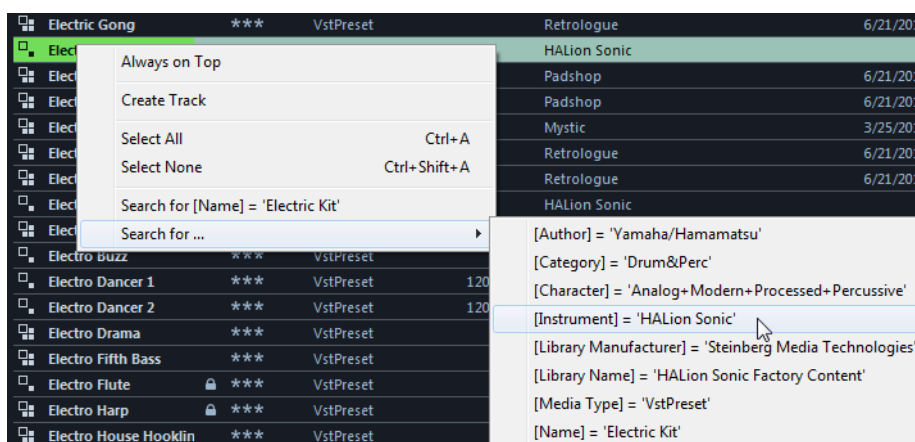 Electric Gong *** VstPreset Retrologue 6/21/20
Elect HALion Sonic
Always on Top
Elect Padshop 6/21/20
Create Track
Elect Padshop 6/21/20
Elect Mystic 3/25/20
Select All Ctrl+A
Elect Retrologue 6/21/20
Select None Ctrl+Shift+A
Elect Retrologue 6/21/20
Search for [Name] = 'Electric Kit'
Elect HALion Sonic
Search for ...
Elect
[Author] = 'Yamaha/Hamamatsu'
Electro Buzz *** VstPreset
[Category] = 'Drum&Perc'
Electro Dancer 1 *** VstPreset 120
[Character] = 'Analog+Modern+Processed+Percussive'
Electro Dancer 2 *** VstPreset 120
[Instrument] = 'HALion Sonic'
Electro Drama *** VstPreset
[Library Manufacturer] = 'Steinberg Media Technologies'
Electro Fifth Bass *** VstPreset
[Library Name] = 'HALion Sonic Factory Content'
Electro Flute *** VstPreset
[Media Type] = 'VstPreset'
Electro Harp *** VstPreset
[Name] = 'Electric Kit'
Electro House Hooklin *** VstPreset